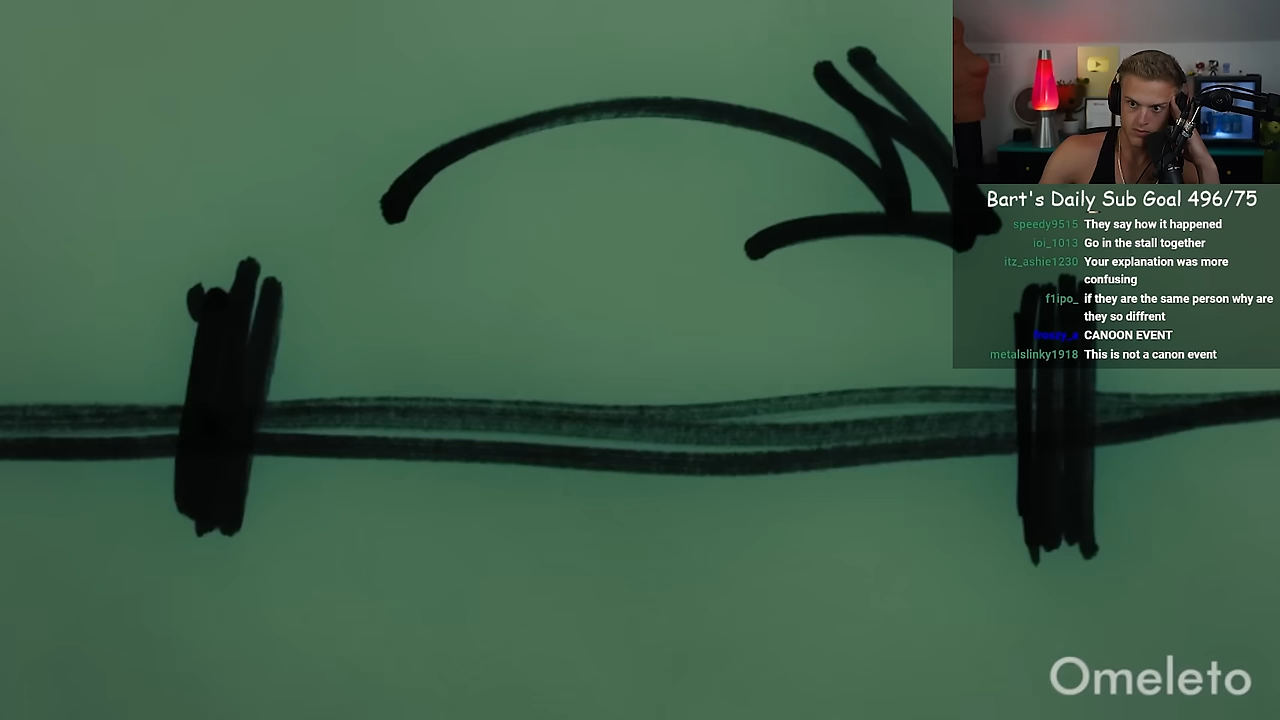 Bart's Daily Sub Goal 496/75
speedy9515 They say how it happened
ioi_1013 Go in the stall together
itz_ashie1230 Your explanation was more
confusing
f1ipo_ if they are the same person why are
they so diffrent
CANOON EVENT
metalslinky1918 This is not a canon event
Omeleto